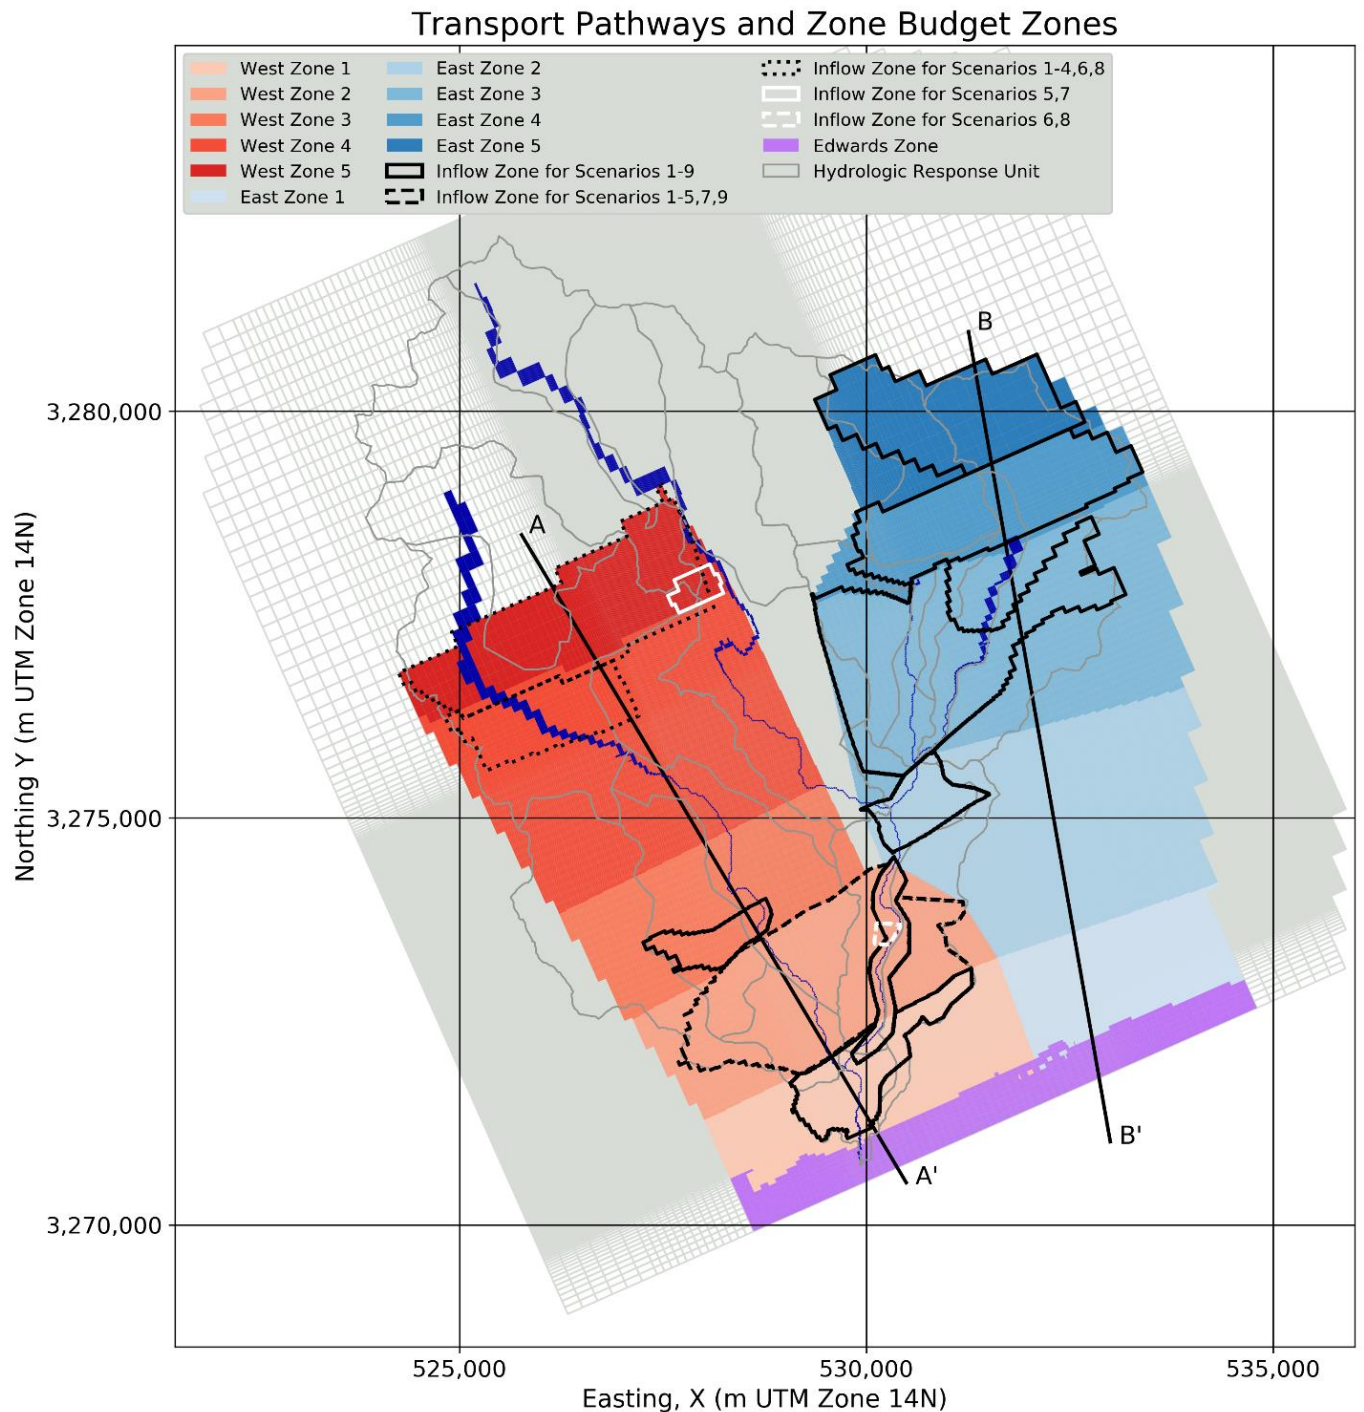 Transport Pathways and Zone Budget Zones
West Zone 1
West Zone 2
West Zone 3
West Zone 4
West Zone 5
East Zone 1
East Zone 2
East Zone 3
East Zone 4
East Zone 5
Inflow Zone for Scenarios 1-9
Inflow Zone for Scenarios 1-5,7,9
Inflow Zone for Scenarios 1-4,6,8
Inflow Zone for Scenarios 5,7
Inflow Zone for Scenarios 6,8
Edwards Zone
Hydrologic Response Unit
B
3,280,000
A
Northing Y (m UTM Zone 14N)
3,275,000
B'
A'
3,270,000
525,000
530,000
535,000
Easting, X (m UTM Zone 14N)